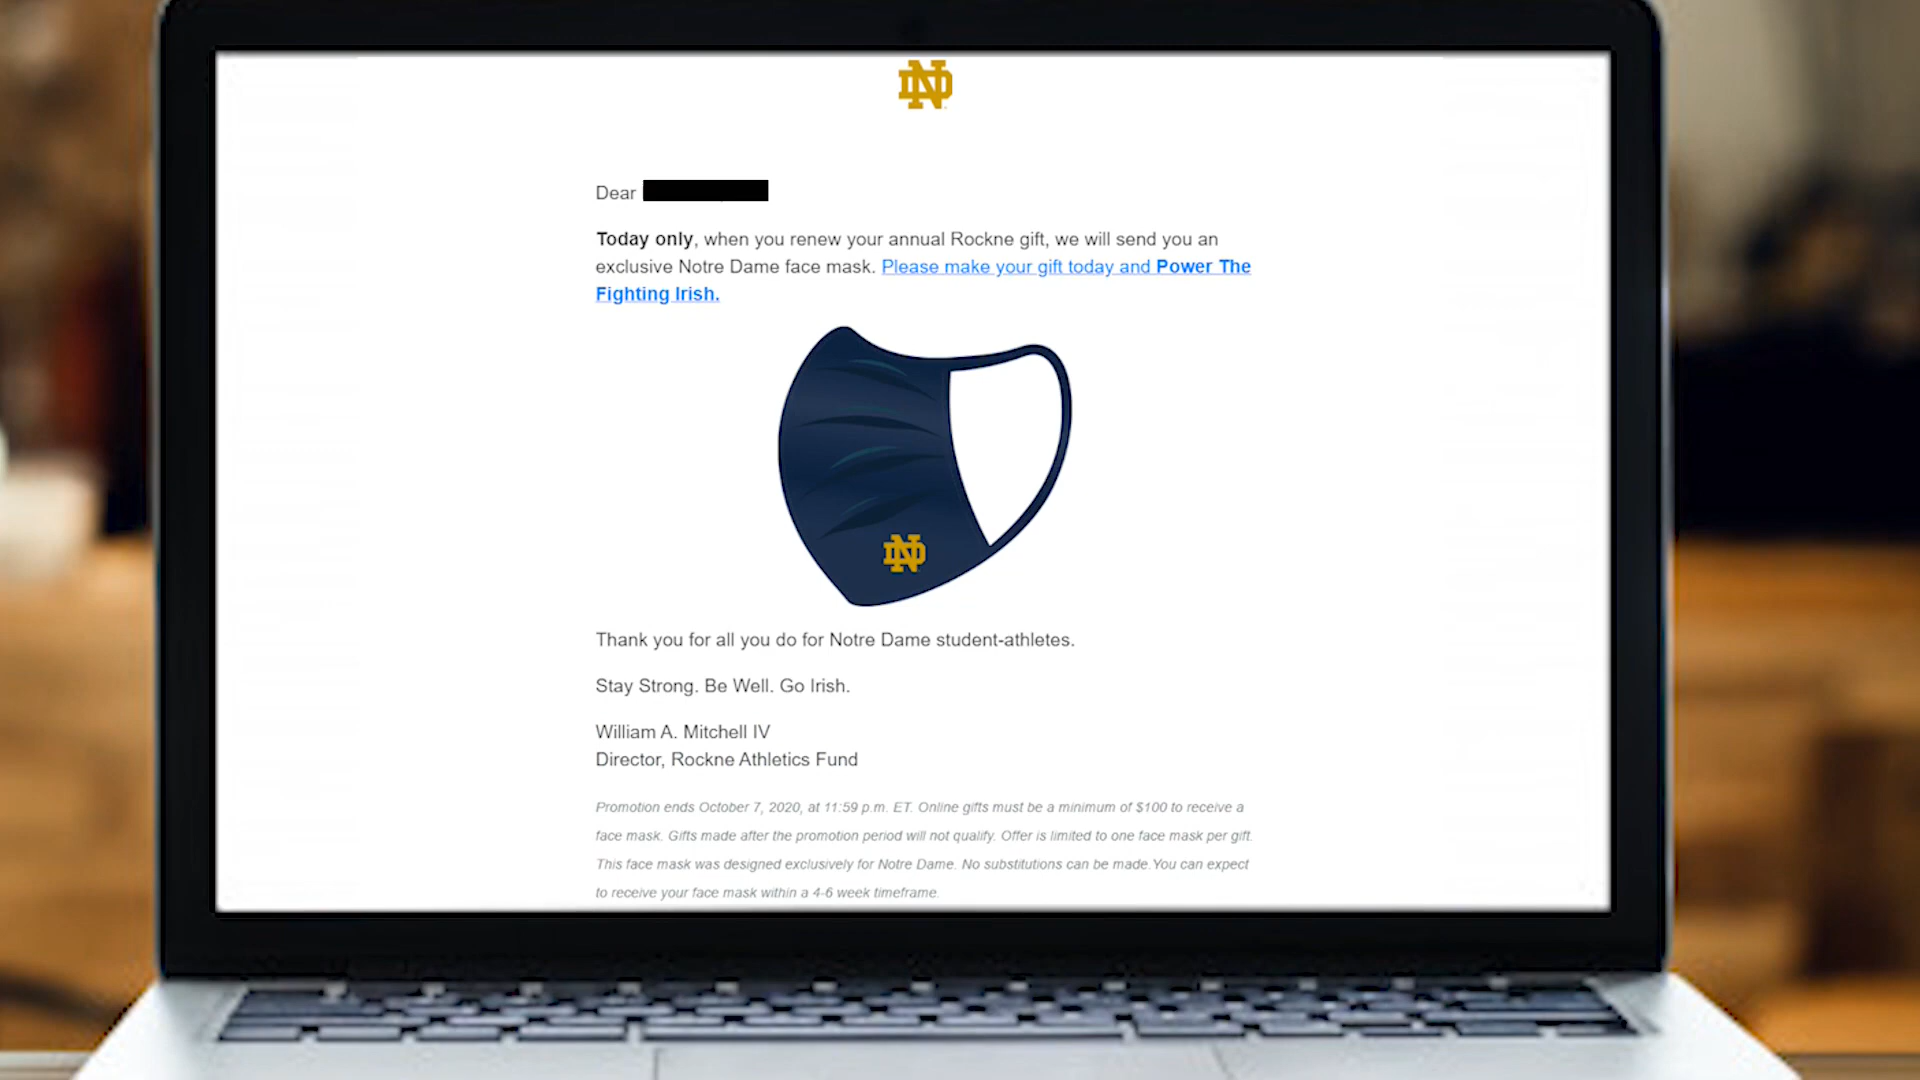 ND
Dear
Today only, when you renew your annual Rockne gift, we will send you an
exclusive Notre Dame face mask. Please make your gift today and Power The
Fighting Irish.
ND
Thank you for all you do for Notre Dame student-athletes.
Stay Strong. Be Well. Go Irish.
William A. Mitchell IV
Director, Rockne Athletics Fund
Promotion ends October 7, 2020, at 11:59 p.m. ET. Online gifts must be a minimum of $100 to receive a
face mask. Gifts made after the promotion period will not qualify. Offer is limited to one face mask per gift.
This face mask was designed exclusively for Notre Dame. No substitutions can be made.You can expect
to receive your face mask within a 4-6 week timeframe.